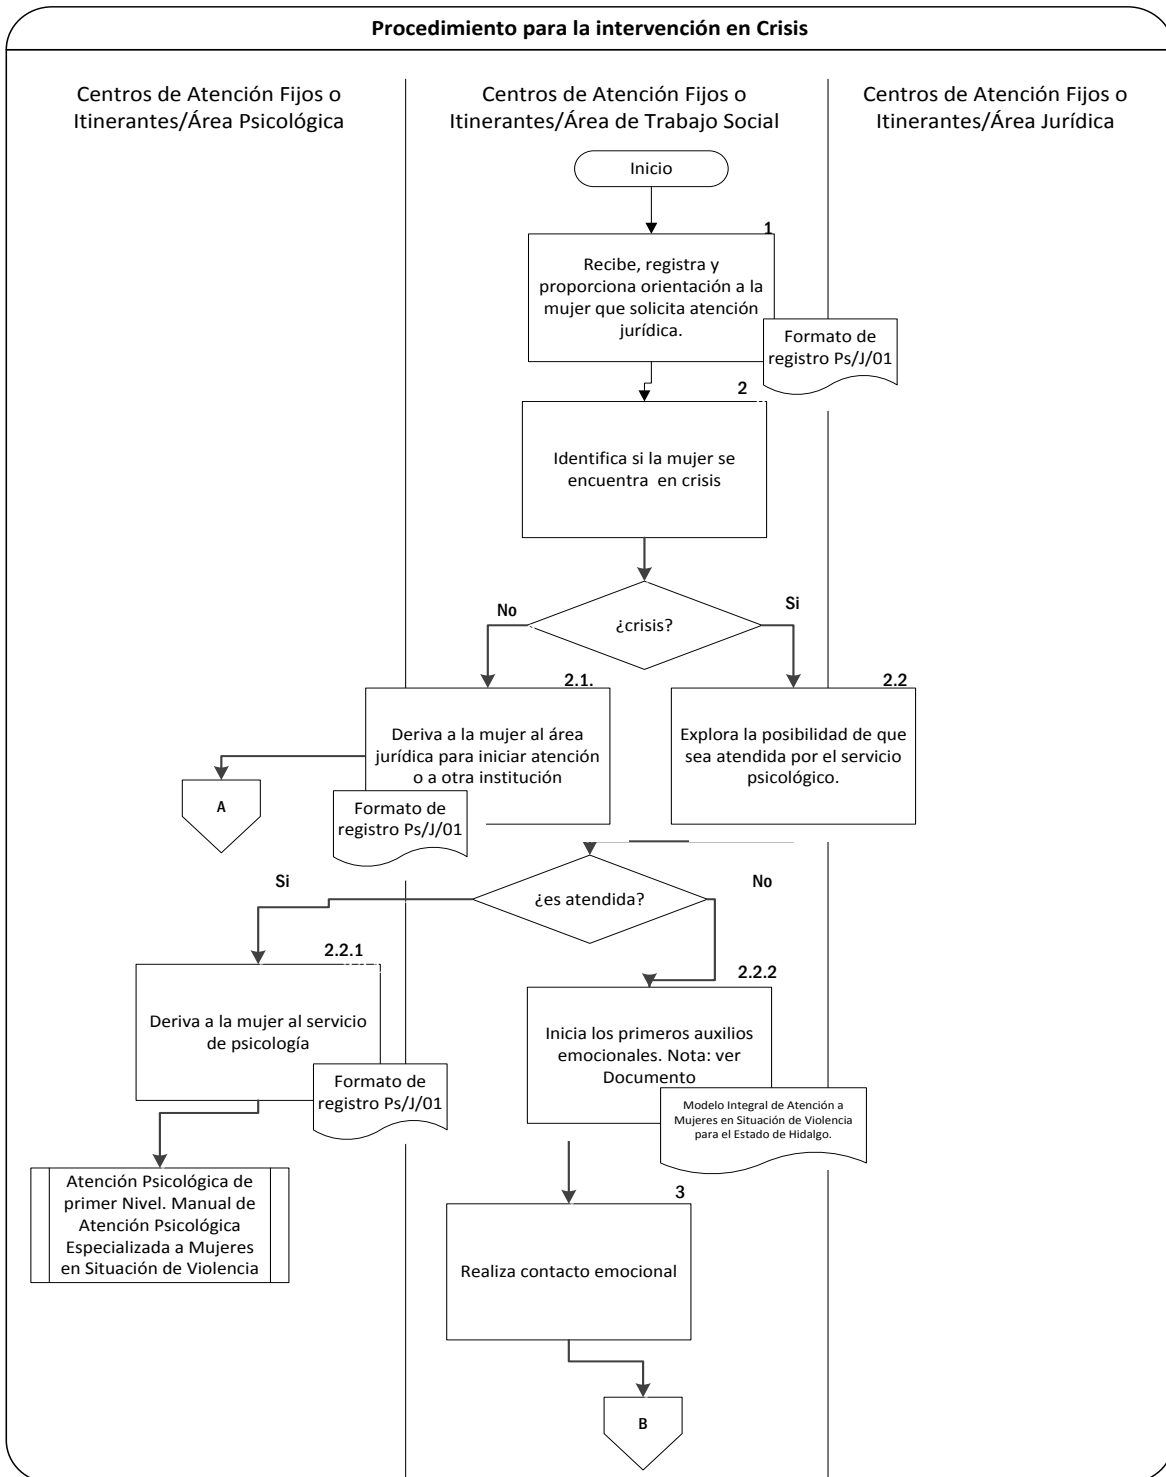 Procedimiento para la intervención en Crisis
Centros de Atención Fijos o
Itinerantes/Área Psicológica
Centros de Atención Fijos o
Itinerantes/Área de Trabajo Social
Centros de Atención Fijos o
Itinerantes/Área Jurídica
Inicio
1
Recibe, registra y
proporciona orientación a la
mujer que solicita atención
jurídica.
Formato de
registro Ps/J/01
2
Identifica si la mujer se
encuentra en crisis
¿crisis?
No
Si
2.1.
Deriva a la mujer al área
jurídica para iniciar atención
o a otra institución
Formato de
registro Ps/J/01
A
2.2
Explora la posibilidad de que
sea atendida por el servicio
psicológico.
¿es atendida?
Si
No
2.2.1
Deriva a la mujer al servicio
de psicología
Formato de
registro Ps/J/01
Atención Psicológica de
primer Nivel. Manual de
Atención Psicológica
Especializada a Mujeres
en Situación de Violencia
2.2.2
Inicia los primeros auxilios
emocionales. Nota: ver
Documento
Modelo Integral de Atención a
Mujeres en Situación de Violencia
para el Estado de Hidalgo.
3
Realiza contacto emocional
B